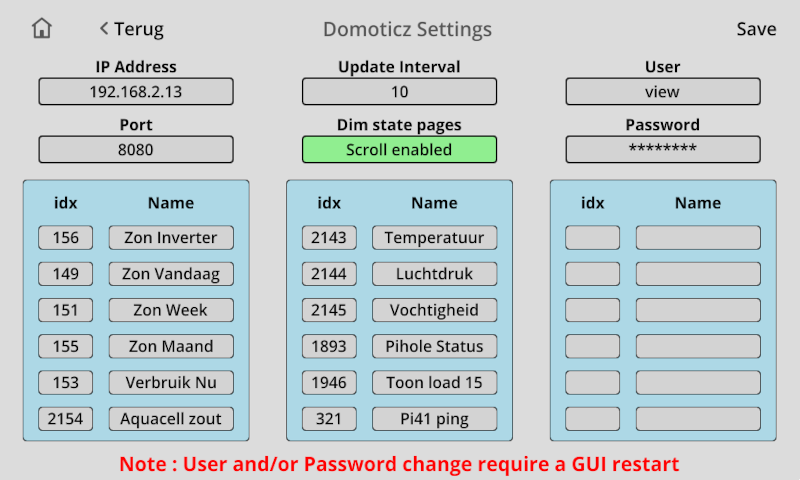 Terug Domoticz Settings Save
IP Address Update Interval User
192.168.2.13 10 view
Port Dim state pages Password
8080 Scroll enabled ********
idx Name idx Name idx Name
156 Zon Inverter 2143 Temperatuur
149 Zon Vandaag 2144 Luchtdruk
151 Zon Week 2145 Vochtigheid
155 Zon Maand 1893 Pihole Status
153 Verbruik Nu 1946 Toon load 15
2154 Aquacell zout 321 Pi41 ping
Note : User and/or Password change require a GUI restart